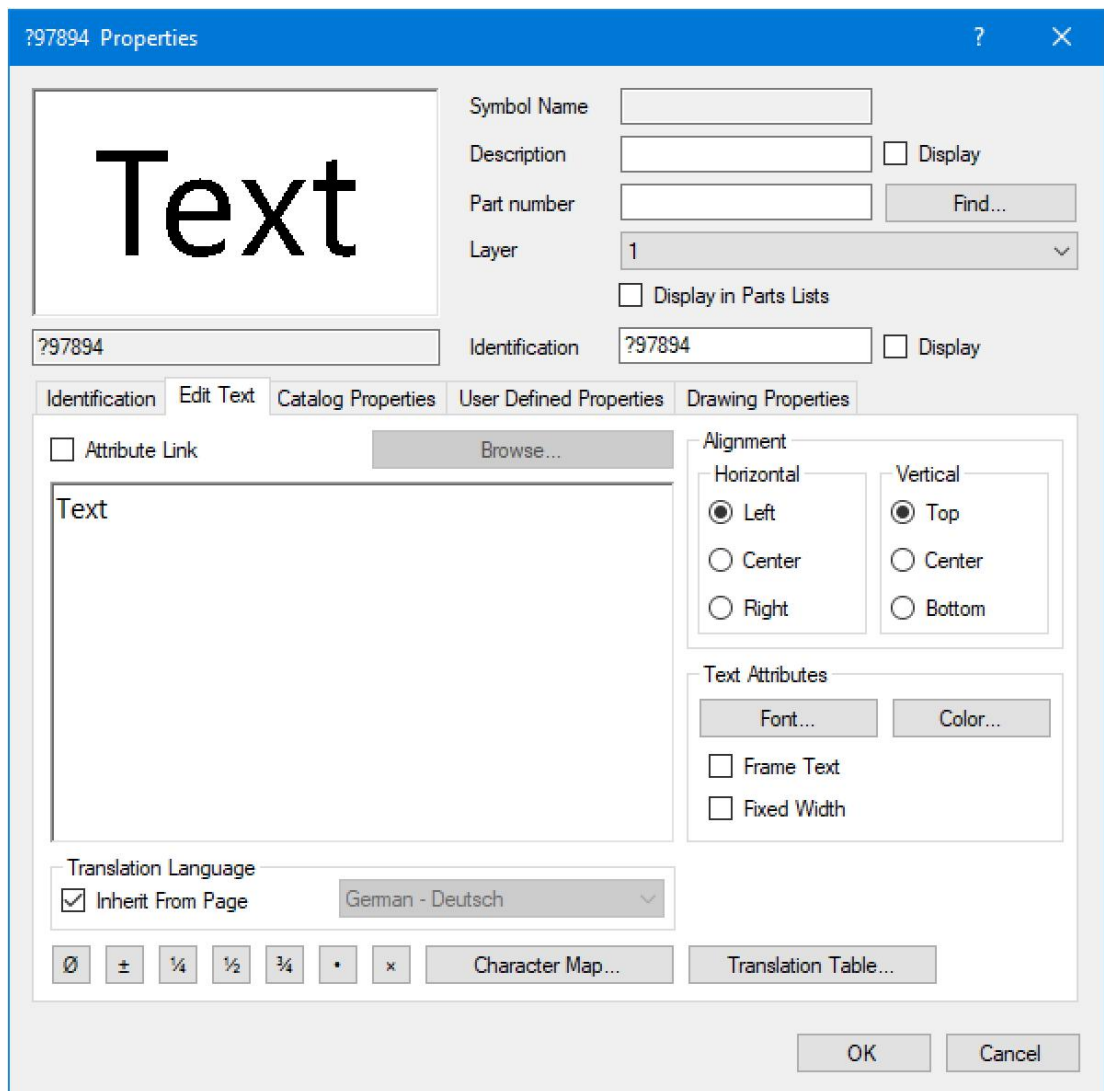 ?97894 Properties ?
Text
Symbol Name
Description Display
Part number Find...
Layer 1
Display in Parts Lists
?97894
Identification ?97894 Display
Identification Edit Text Catalog Properties User Defined Properties Drawing Properties
Attribute Link Browse...
Text
Alignment
Horizontal Vertical
Left Top
Center Center
Right Bottom
Text Attributes
Font... Color...
Frame Text
Fixed Width
Translation Language
Inherit From Page German - Deutsch
Ø ± ¼ ½ ¾ • × Character Map... Translation Table...
OK Cancel